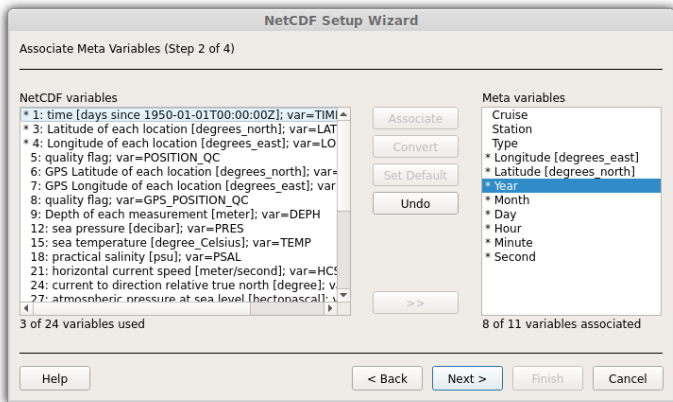 NetCDF Setup Wizard
Associate Meta Variables (Step 2 of 4)
NetCDF variables
* 1: time [days since 1950-01-01T00:00:00Z]; var=TIM
* 3: Latitude of each location [degrees_north]; var=LAT
* 4: Longitude of each location [degrees_east]; var=LO
5: quality flag; var=POSITION_QC
6: GPS Latitude of each location [degrees_north]; var=
7: GPS Longitude of each location [degrees_east]; var
8: quality flag; var=GPS_POSITION_QC
9: Depth of each measurement [meter]; var=DEPH
12: sea pressure [decibar]; var=PRES
15: sea temperature [degree_Celsius]; var=TEMP
18: practical salinity [psu]; var=PSAL
21: horizontal current speed [meter/second]; var=HCS
24: current to direction relative true north [degree]; v
27: atmospheric pressure at sea level [hectopascal];
3 of 24 variables used
Associate
Convert
Set Default
Undo
>>
Meta variables
Cruise
Station
Type
* Longitude [degrees_east]
* Latitude [degrees_north]
* Year
* Month
* Day
* Hour
* Minute
* Second
8 of 11 variables associated
Help
< Back
Next >
Finish
Cancel